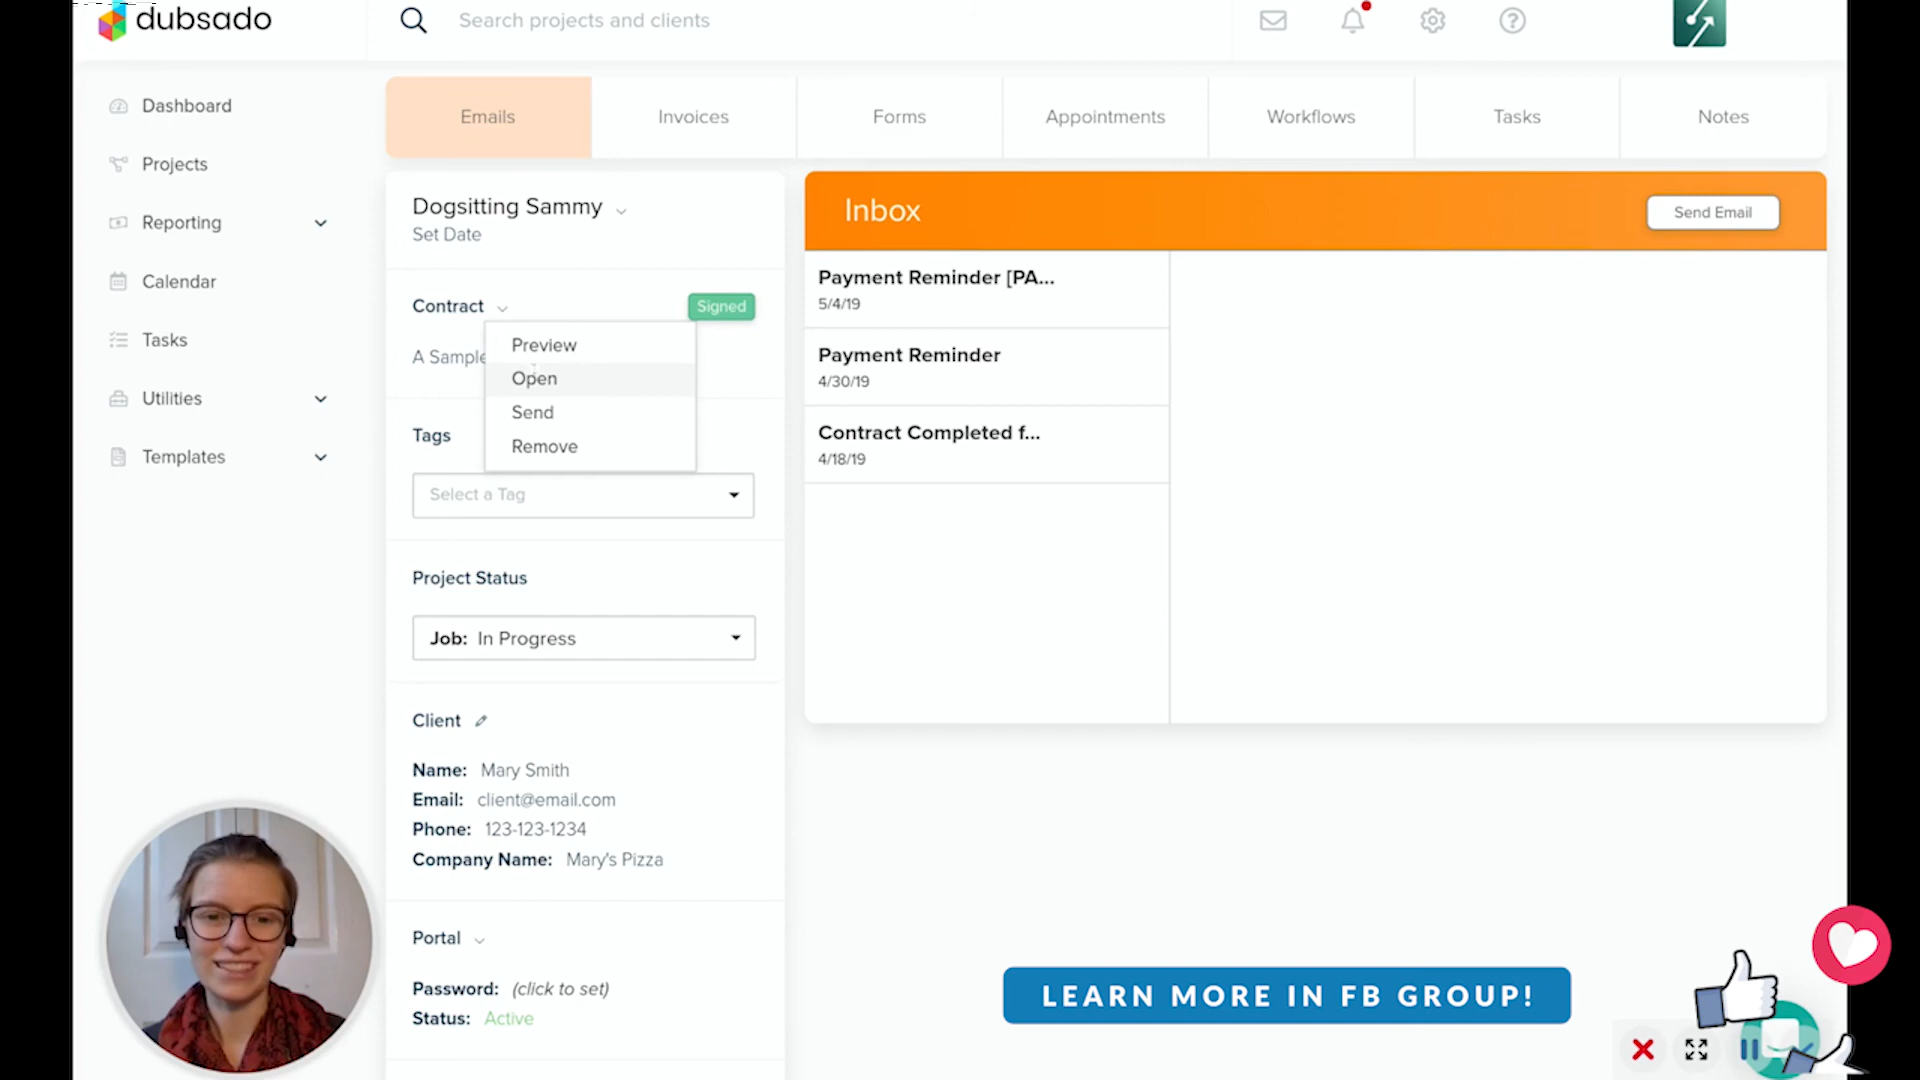 dubsado
Search projects and clients
Dashboard
Projects
Reporting
Calendar
Tasks
Utilities
Templates
Emails
Invoices
Forms
Appointments
Workflows
Tasks
Notes
Dogsitting Sammy
Set Date
Contract
Signed
A Sample
Preview
Open
Send
Remove
Tags
Select a Tag
Project Status
Job: In Progress
Client
Name: Mary Smith
Email: client@email.com
Phone: 123-123-1234
Company Name: Mary's Pizza
Portal
Password: (click to set)
Status: Active
Inbox
Send Email
Payment Reminder [PA...
5/4/19
Payment Reminder
4/30/19
Contract Completed f...
4/18/19
LEARN MORE IN FB GROUP!